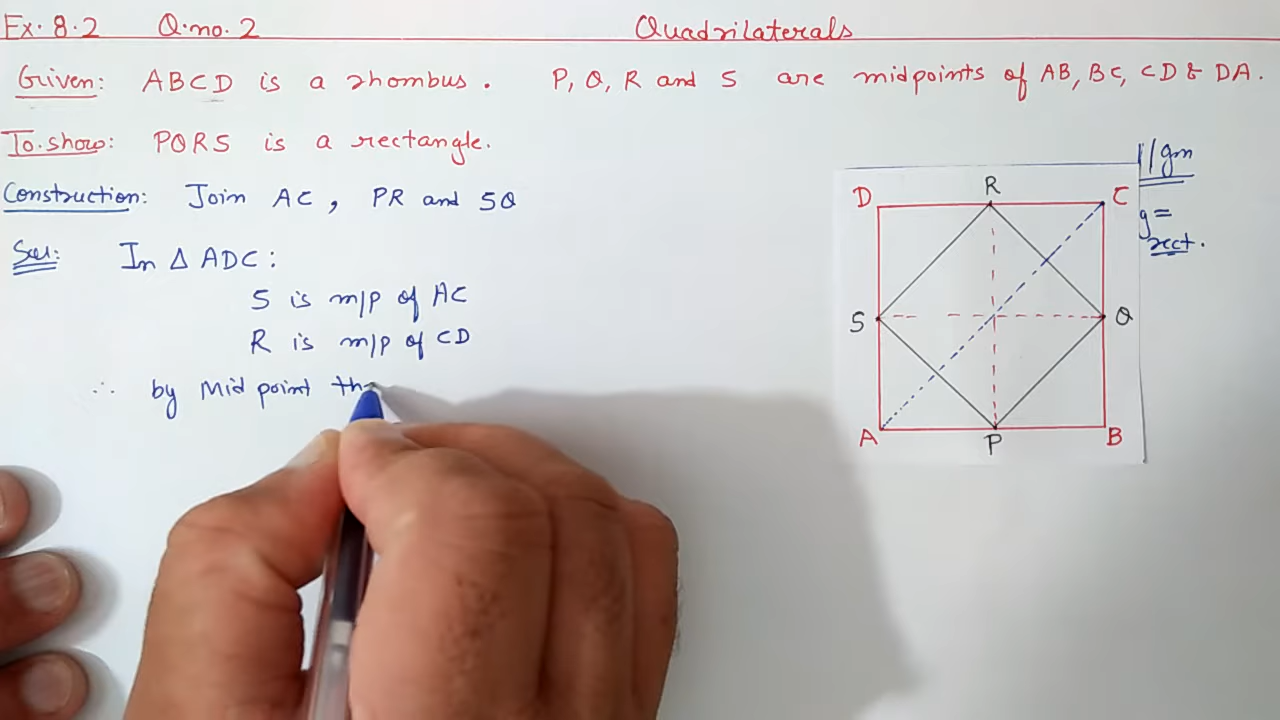 Ex. 8.2 Q.no. 2 Quadrilaterals
Given: ABCD is a rhombus. P, Q, R and S are midpoints of AB, BC, CD & DA.
To.show: PQRS is a rectangle.
Construction: Join AC, PR and SQ
Sol: In Δ ADC:
S is m/p of AC
R is m/p of CD
∴ by Mid point the
||gm
g=
rect.
D R C
S Q
A P B